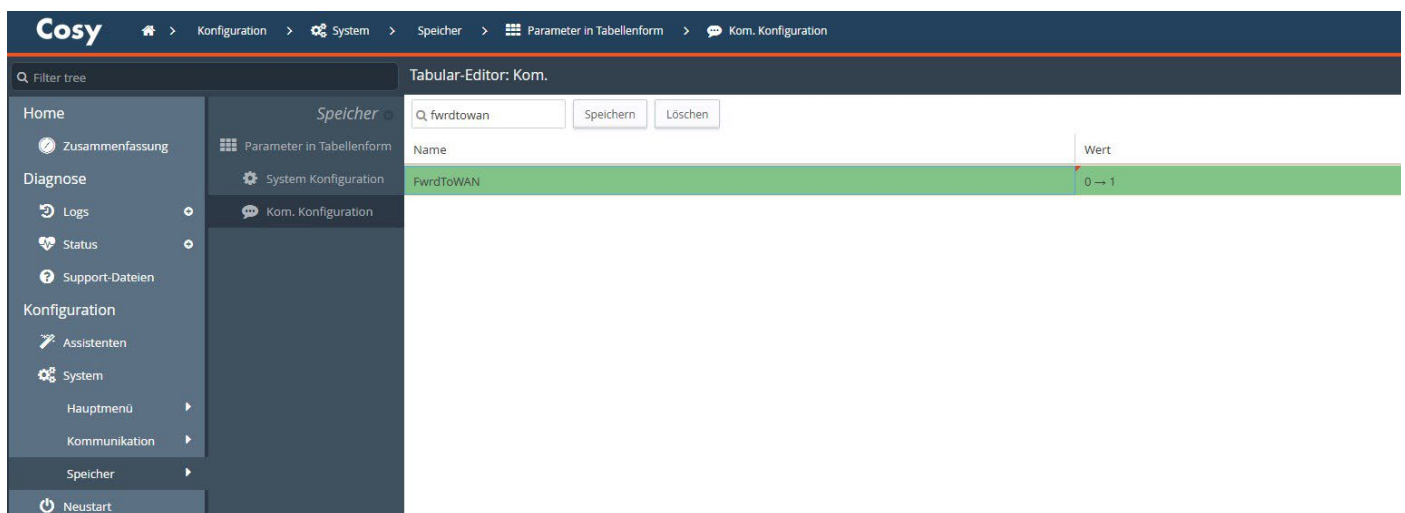 Cosy > Konfiguration > System > Speicher > Parameter in Tabellenform > Kom. Konfiguration
Filter tree
Tabular-Editor: Kom.
Home
Zusammenfassung
Diagnose
Logs
Status
Support-Dateien
Konfiguration
Assistenten
System
Hauptmenü
Kommunikation
Speicher
Neustart
Speicher
Parameter in Tabellenform
System Konfiguration
Kom. Konfiguration
fwrdtowan Speichern Löschen
Name Wert
FwrdToWAN 0 → 1